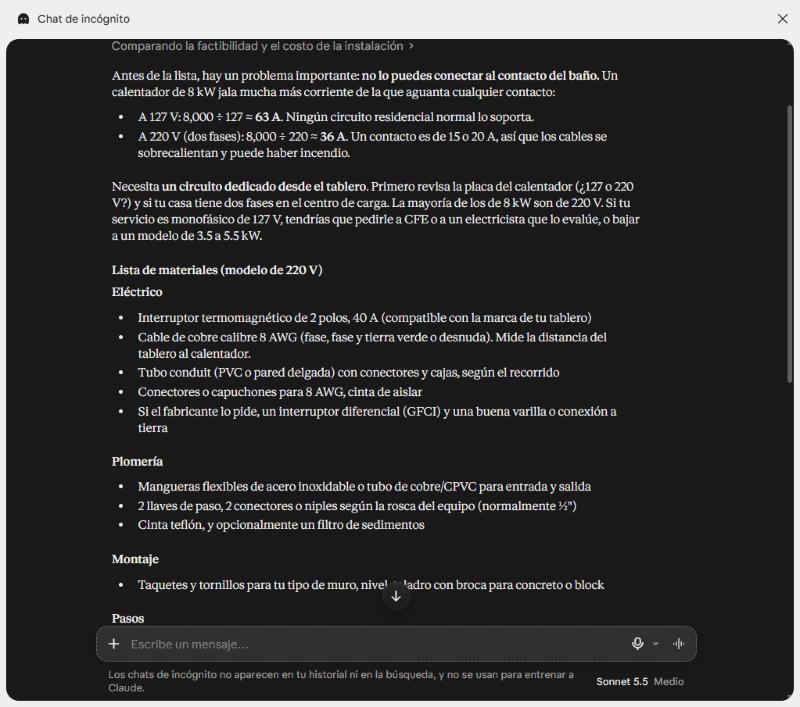 Chat de incógnito
Comparando la factibilidad y el costo de la instalación
Antes de la lista, hay un problema importante: no lo puedes conectar al contacto del baño. Un
calentador de 8 kW jala mucha más corriente de la que aguanta cualquier contacto:
• A 127 V: 8,000 ÷ 127 ≈ 63 A. Ningún circuito residencial normal lo soporta.
• A 220 V (dos fases): 8,000 ÷ 220 ≈ 36 A. Un contacto es de 15 o 20 A, así que los cables se
sobrecalientan y puede haber incendio.
Necesita un circuito dedicado desde el tablero. Primero revisa la placa del calentador (¿127 o 220
V?) y si tu casa tiene dos fases en el centro de carga. La mayoría de los de 8 kW son de 220 V. Si tu
servicio es monofásico de 127 V, tendrías que pedirle a CFE o a un electricista que lo evalúe, o bajar
a un modelo de 3.5 a 5.5 kW.
Lista de materiales (modelo de 220 V)
Eléctrico
• Interruptor termomagnético de 2 polos, 40 A (compatible con la marca de tu tablero)
• Cable de cobre calibre 8 AWG (fase, fase y tierra verde o desnuda). Mide la distancia del
tablero al calentador.
• Tubo conduit (PVC o pared delgada) con conectores y cajas, según el recorrido
• Conectores o capuchones para 8 AWG, cinta de aislar
• Si el fabricante lo pide, un interruptor diferencial (GFCI) y una buena varilla o conexión a
tierra
Plomería
• Mangueras flexibles de acero inoxidable o tubo de cobre/CPVC para entrada y salida
• 2 llaves de paso, 2 conectores o niples según la rosca del equipo (normalmente ½")
• Cinta teflón, y opcionalmente un filtro de sedimentos
Montaje
• Taquetes y tornillos para tu tipo de muro, nivel, taladro con broca para concreto o block
Pasos
Escribe un mensaje...
Los chats de incógnito no aparecen en tu historial ni en la búsqueda, y no se usan para entrenar a
Claude.
Sonnet 5.5 Medio